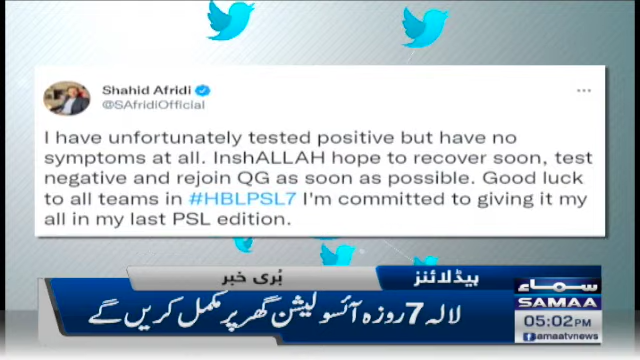 Shahid Afridi
@SAfridiOfficial
I have unfortunately tested positive but have no
symptoms at all. InshALLAH hope to recover soon, test
negative and rejoin QG as soon as possible. Good luck
to all teams in #HBLPSL7 I'm committed to giving it my
all in my last PSL edition.
ہیڈلائنز
بُری خبر
لالہ 7 روزہ آئسولیشن گھر پر مکمل کریں گے
سماء
SAMAA
05:02 PM
samaatvnews